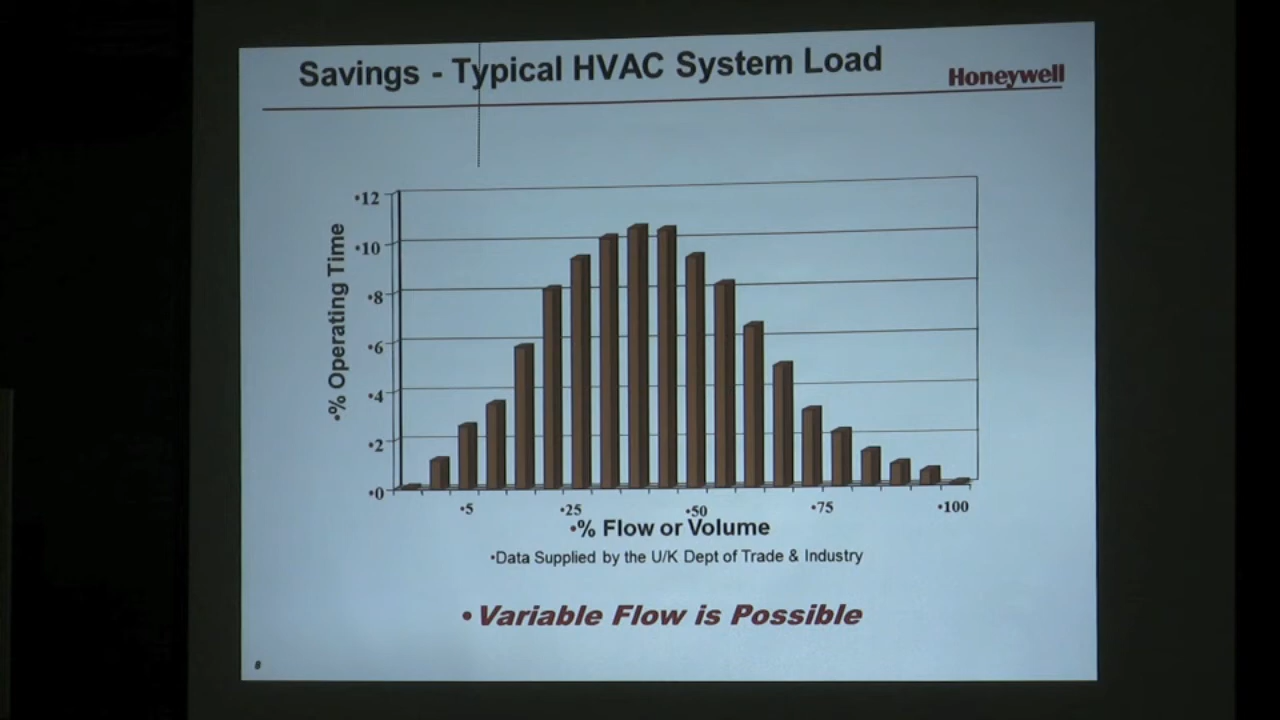 Savings - Typical HVAC System Load
Honeywell
•12
•10
•8
•6
•4
•2
•0
•% Operating Time
•5 •25 •50 •75 •100
•% Flow or Volume
•Data Supplied by the U/K Dept of Trade & Industry
•Variable Flow is Possible
8